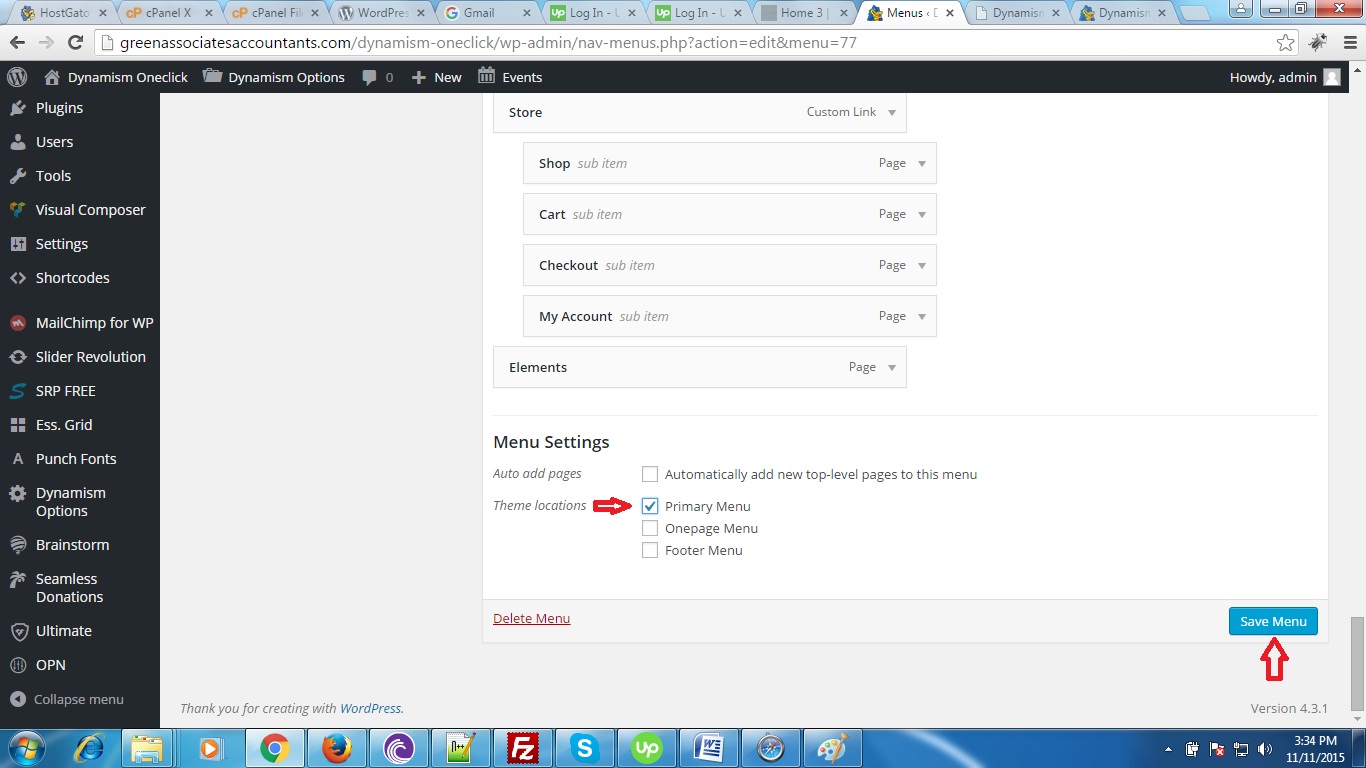 HostGato
cPanel X
cPanel File
WordPress
Gmail
Log In - U
Log In - U
Home 3 |
Menus ‹ D
Dynamism
Dynamism
greenassociatesaccountants.com/dynamism-oneclick/wp-admin/nav-menus.php?action=edit&menu=77
Dynamism Oneclick
Dynamism Options
0
New
Events
Howdy, admin
Plugins
Users
Tools
Visual Composer
Settings
Shortcodes
MailChimp for WP
Slider Revolution
SRP FREE
Ess. Grid
Punch Fonts
Dynamism
Options
Brainstorm
Seamless
Donations
Ultimate
OPN
Collapse menu
Store Custom Link
Shop sub item Page
Cart sub item Page
Checkout sub item Page
My Account sub item Page
Elements Page
Menu Settings
Auto add pages Automatically add new top-level pages to this menu
Theme locations Primary Menu
Onepage Menu
Footer Menu
Delete Menu Save Menu
Thank you for creating with WordPress. Version 4.3.1
3:34 PM
11/11/2015